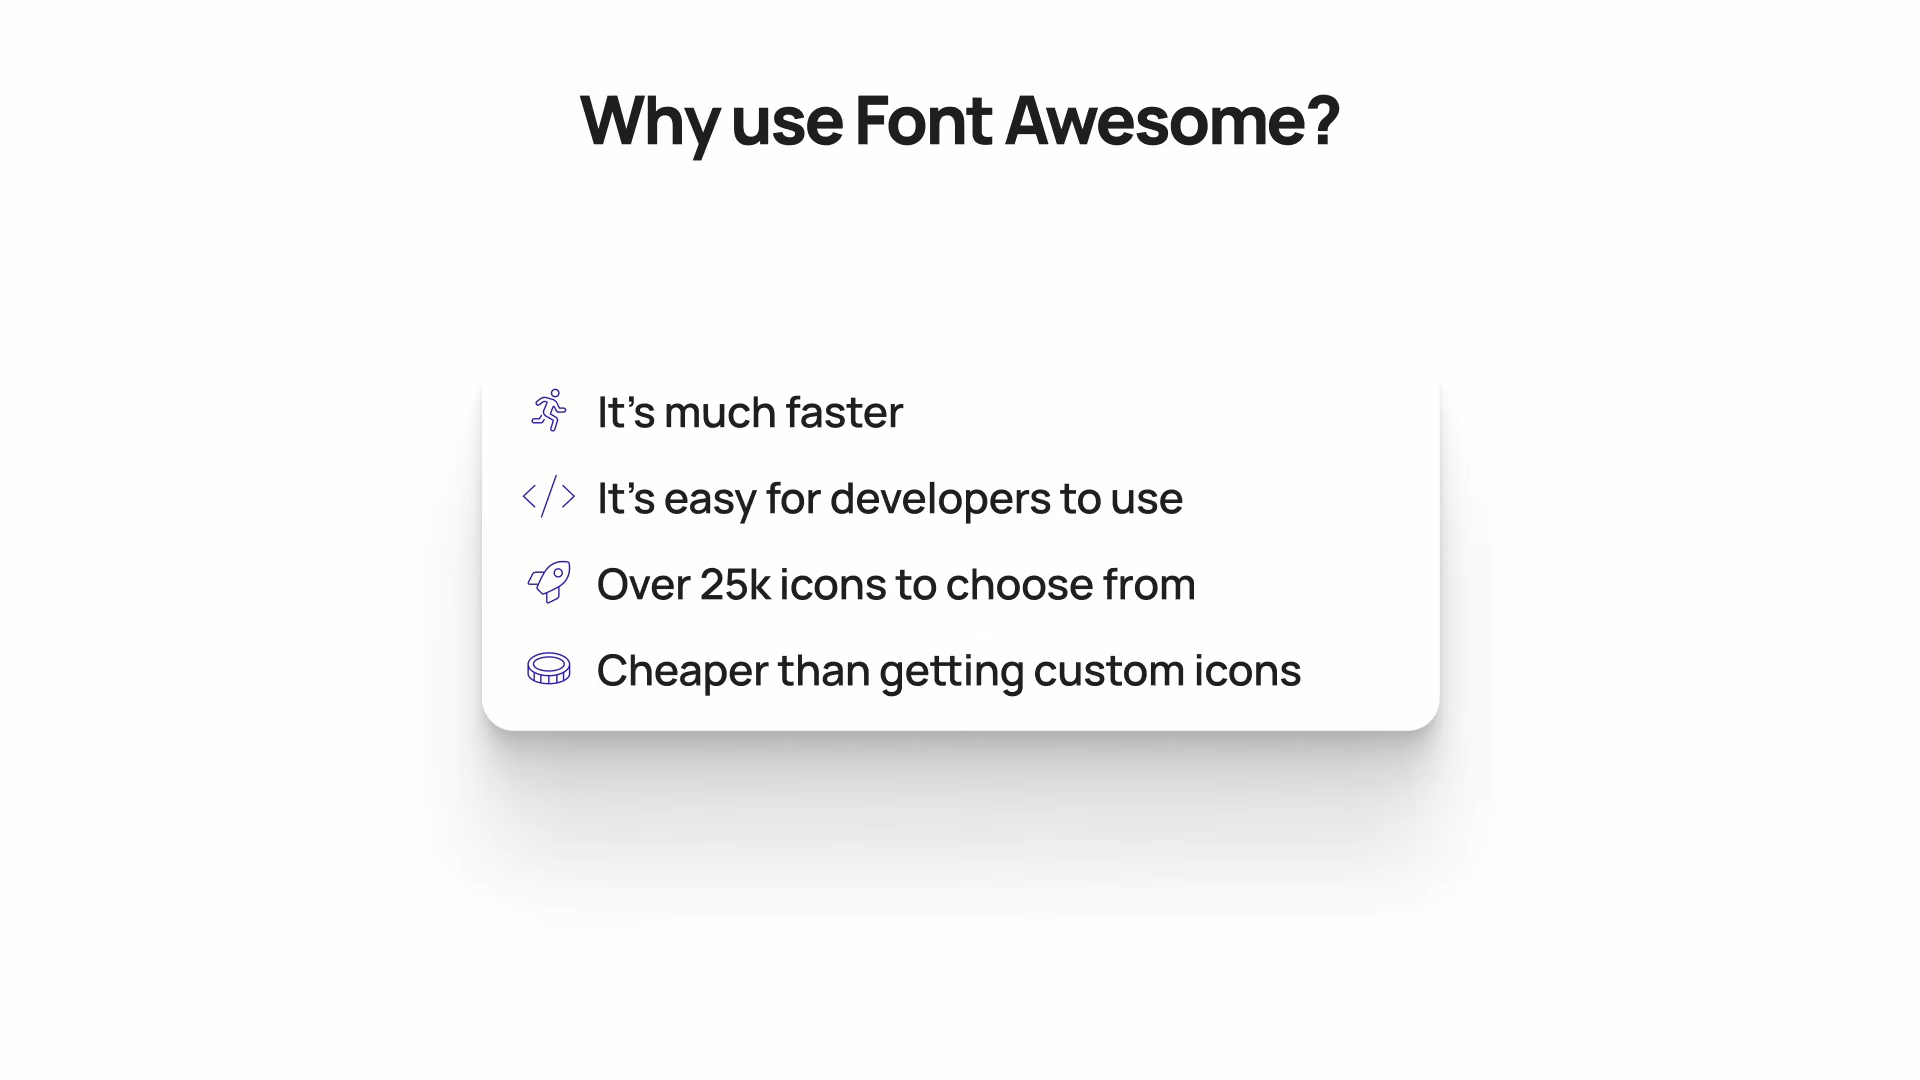 Why use Font Awesome?
It’s much faster
It’s easy for developers to use
Over 25k icons to choose from
Cheaper than getting custom icons